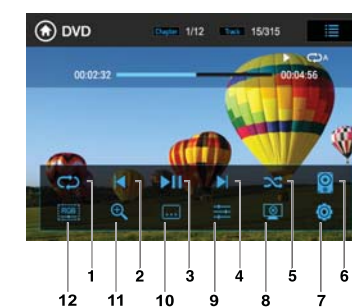 DVD Chapter 1/12 Track 15/315
A
00:02:32 00:04:56
RGB
1 2 3 4 5 6
12 11 10 9 8 7